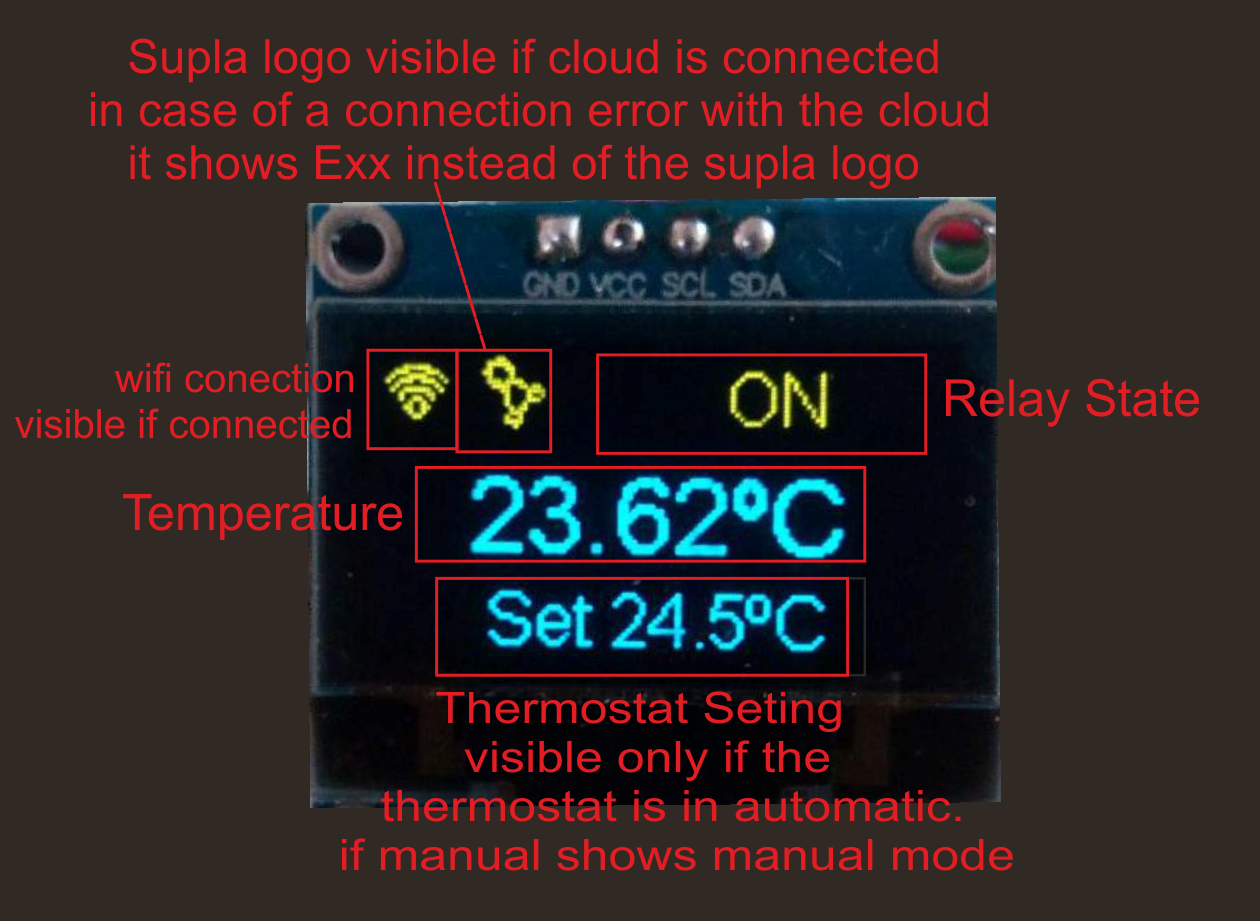 Supla logo visible if cloud is connected
in case of a connection error with the cloud
it shows Exx instead of the supla logo
GND VCC SCL SDA
wifi conection
visible if connected
ON
Relay State
Temperature
23.62ºC
Set 24.5ºC
Thermostat Seting
visible only if the
thermostat is in automatic.
if manual shows manual mode